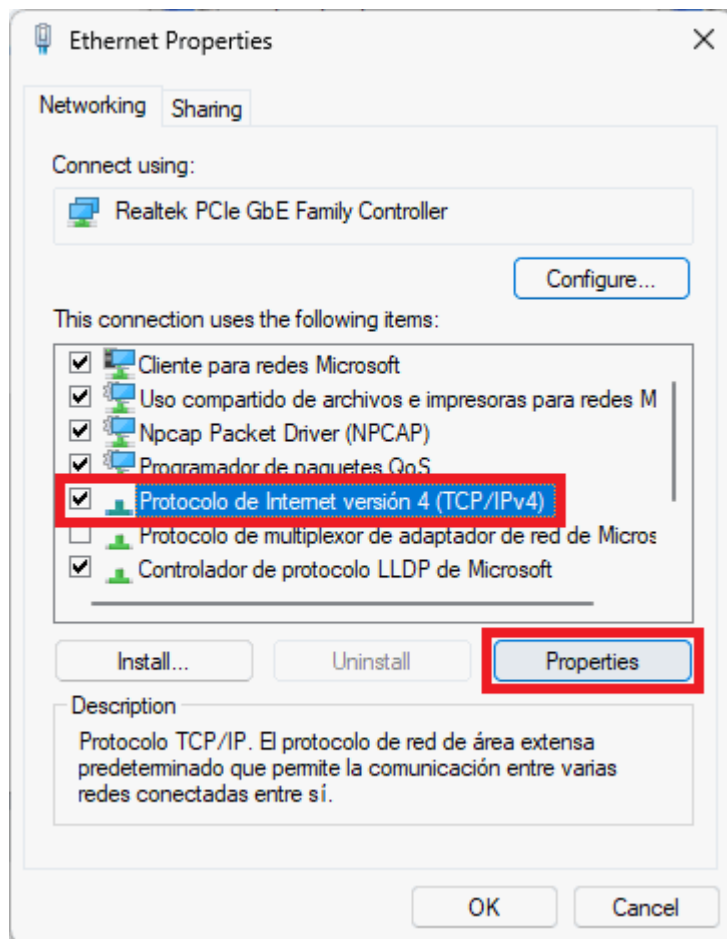 Ethernet Properties
Networking
Sharing
Connect using:
Realtek PCIe GbE Family Controller
Configure...
This connection uses the following items:
Cliente para redes Microsoft
Uso compartido de archivos e impresoras para redes M
Npcap Packet Driver (NPCAP)
Programador de paquetes QoS
Protocolo de Internet versión 4 (TCP/IPv4)
Protocolo de multiplexor de adaptador de red de Micros
Controlador de protocolo LLDP de Microsoft
Install...
Uninstall
Properties
Description
Protocolo TCP/IP. El protocolo de red de área extensa
predeterminado que permite la comunicación entre varias
redes conectadas entre sí.
OK
Cancel